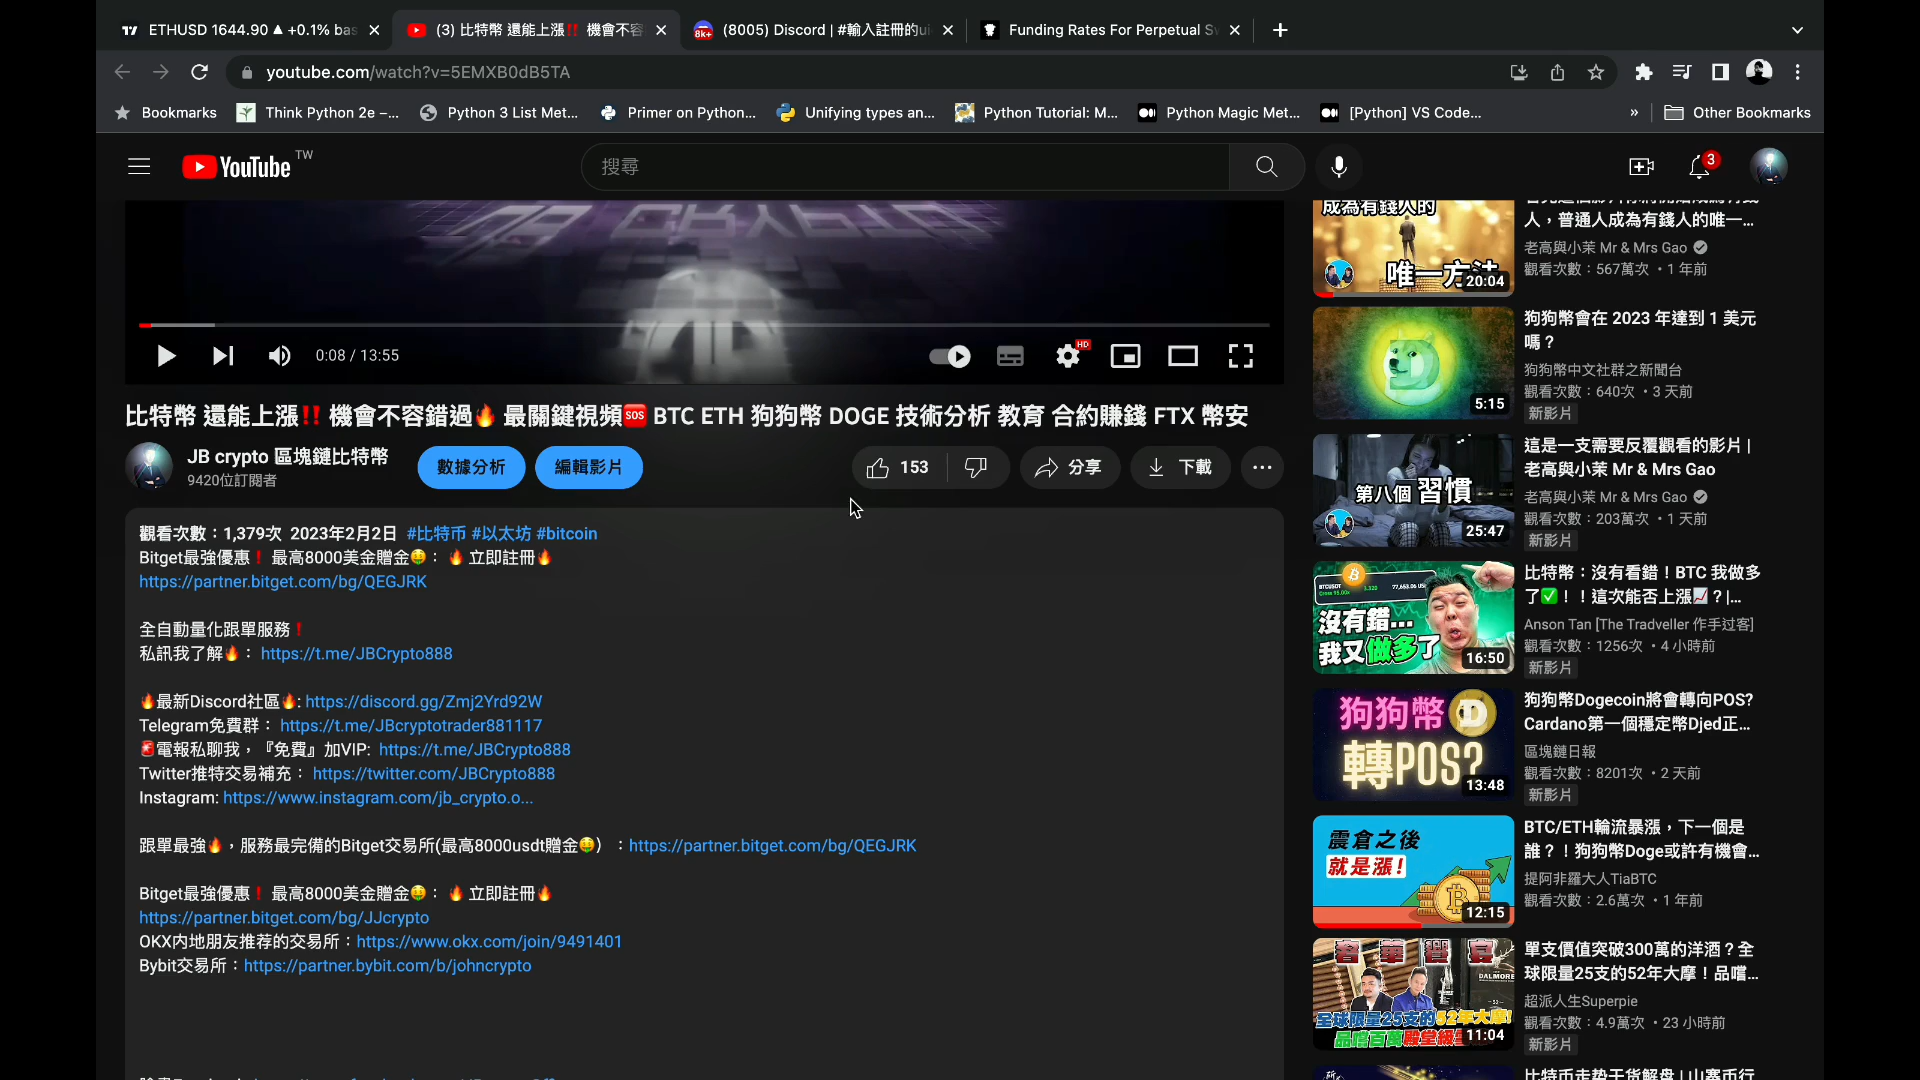 ETHUSD 1644.90 ▲ +0.1% bas
(3) 比特幣 還能上漲‼️ 機會不容
(8005) Discord | #輸入註冊的ui
Funding Rates For Perpetual Sw
youtube.com/watch?v=5EMXB0dB5TA
Bookmarks
Think Python 2e –...
Python 3 List Met...
Primer on Python...
Unifying types an...
Python Tutorial: M...
Python Magic Met...
[Python] VS Code...
»
Other Bookmarks
YouTube TW
搜尋
3
0:08 / 13:55
HD
比特幣 還能上漲‼️ 機會不容錯過🔥 最關鍵視頻🆘 BTC ETH 狗狗幣 DOGE 技術分析 教育 合約賺錢 FTX 幣安
JB crypto 區塊鏈比特幣
9420位訂閱者
數據分析
編輯影片
153
分享
下載
觀看次數：1,379次 2023年2月2日 #比特币 #以太坊 #bitcoin
Bitget最強優惠❗ 最高8000美金贈金🤑： 🔥 立即註冊🔥
https://partner.bitget.com/bg/QEGJRK
全自動量化跟單服務❗
私訊我了解🔥： https://t.me/JBCrypto888
🔥最新Discord社區🔥: https://discord.gg/Zmj2Yrd92W
Telegram免費群： https://t.me/JBcryptotrader881117
🚨電報私聊我，『免費』加VIP: https://t.me/JBCrypto888
Twitter推特交易補充： https://twitter.com/JBCrypto888
Instagram: https://www.instagram.com/jb_crypto.o...
跟單最強🔥，服務最完備的Bitget交易所(最高8000usdt贈金🤑）：https://partner.bitget.com/bg/QEGJRK
Bitget最強優惠❗ 最高8000美金贈金🤑： 🔥 立即註冊🔥
https://partner.bitget.com/bg/JJcrypto
OKX内地朋友推荐的交易所：https://www.okx.com/join/9491401
Bybit交易所：https://partner.bybit.com/b/johncrypto
成為有錢人的
唯一方法
20:04
人，普通人成為有錢人的唯一...
老高與小茉 Mr & Mrs Gao
觀看次數：567萬次 ・1 年前
5:15
狗狗幣會在 2023 年達到 1 美元
嗎？
狗狗幣中文社群之新聞台
觀看次數：640次 ・3 天前
新影片
第八個 習慣
25:47
這是一支需要反覆觀看的影片 |
老高與小茉 Mr & Mrs Gao
老高與小茉 Mr & Mrs Gao
觀看次數：203萬次 ・1 天前
新影片
沒有錯...
我又做多了
16:50
比特幣：沒有看錯！BTC 我做多
了✅！！這次能否上漲📈？|...
Anson Tan [The Tradveller 作手过客]
觀看次數：1256次 ・4 小時前
新影片
狗狗幣
轉POS?
13:48
狗狗幣Dogecoin將會轉向POS?
Cardano第一個穩定幣Djed正...
區塊鏈日報
觀看次數：8201次 ・2 天前
新影片
震倉之後
就是漲!
12:15
BTC/ETH輪流暴漲，下一個是
誰？！狗狗幣Doge或許有機會...
提阿非羅大人TiaBTC
觀看次數：2.6萬次 ・1 年前
奢華饗宴
DALMORE
全球限量25支的52年大摩!
11:04
單支價值突破300萬的洋酒？全
球限量25支的52年大摩！品嚐...
超派人生Superpie
觀看次數：4.9萬次 ・23 小時前
新影片